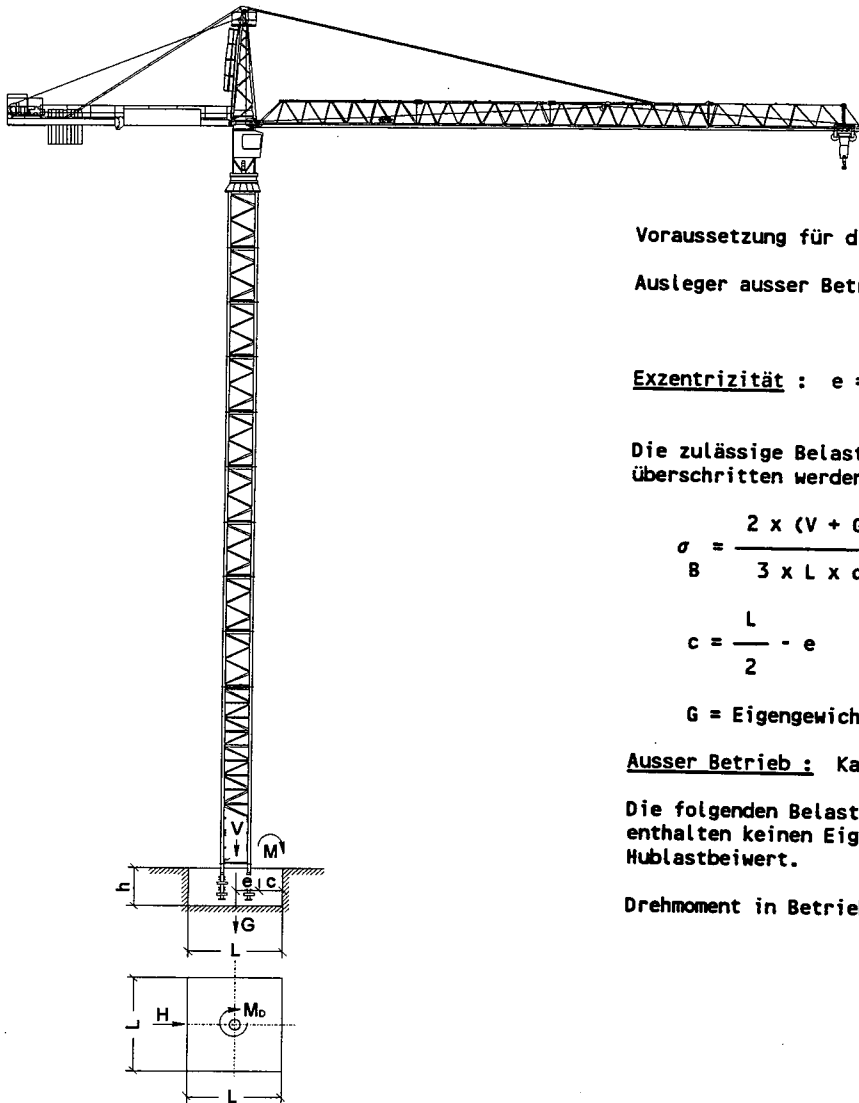 Voraussetzung für d
Ausleger ausser Betr
Exzentrizität : e =
Die zulässige Belast
überschritten werden
2 x (V + G
σ =
B 3 x L x c
L
c = - e
2
G = Eigengewich
Ausser Betrieb : Ka
Die folgenden Belast
enthalten keinen Eig
Hublastbeiwert.
Drehmoment in Betrieb
V
M
h
e c
G
L
L
H
MD
L